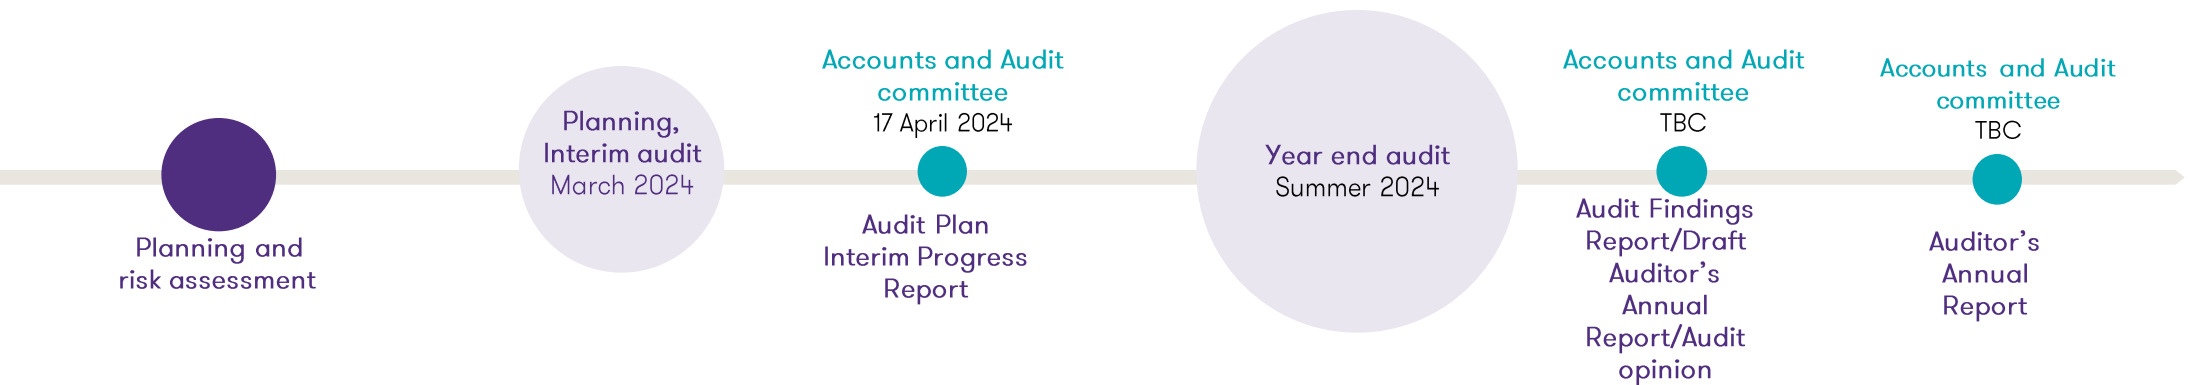 Planning and
risk assessment
Planning,
Interim audit
March 2024
Accounts and Audit
committee
17 April 2024
Audit Plan
Interim Progress
Report
Year end audit
Summer 2024
Accounts and Audit
committee
TBC
Audit Findings
Report/Draft
Auditor’s
Annual
Report/Audit
opinion
Accounts and Audit
committee
TBC
Auditor’s
Annual
Report